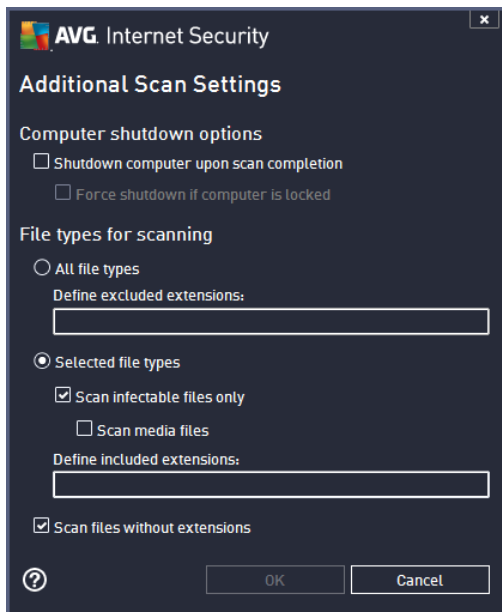 AVG. Internet Security
Additional Scan Settings
Computer shutdown options
Shutdown computer upon scan completion
Force shutdown if computer is locked
File types for scanning
All file types
Define excluded extensions:
Selected file types
Scan infectable files only
Scan media files
Define included extensions:
Scan files without extensions
? OK Cancel